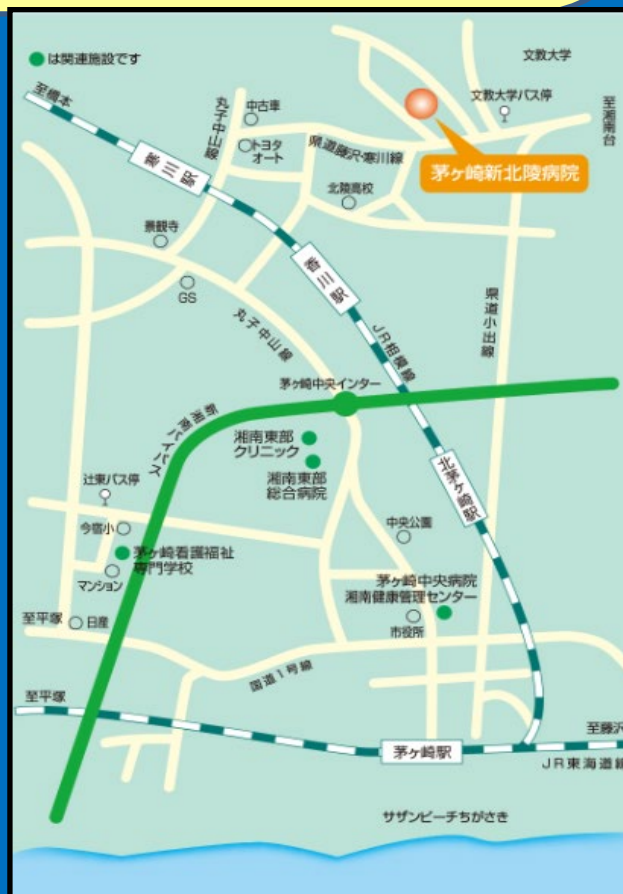 ●は関連施設です
文教大学
至橋本
丸子中山線
中古車
文教大学バス停
至湘南台
トヨタ
オート
県道藤沢・寒川線
寒川駅
茅ヶ崎新北陵病院
北陵高校
景観寺
香川駅
GS
県道小出線
丸子中山線
JR相模線
茅ヶ崎中央インター
新湘南バイパス
湘南東部
クリニック
湘南東部
総合病院
北茅ヶ崎駅
辻東バス停
中央公園
今宿小
茅ヶ崎看護福祉
専門学校
マンション
茅ヶ崎中央病院
湘南健康管理センター
至平塚
日産
市役所
国道1号線
至平塚
至藤沢
茅ヶ崎駅
JR東海道線
サザンビーチちがさき